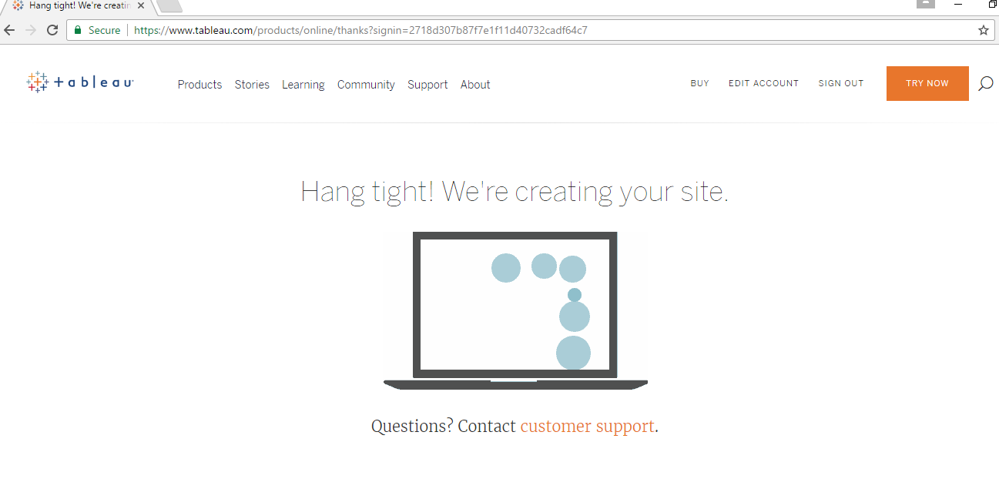 Hang tight! We're creatin
Secure https://www.tableau.com/products/online/thanks?signin=2718d307b87f7e1f11d40732cadf64c7
tableau Products Stories Learning Community Support About BUY EDIT ACCOUNT SIGN OUT TRY NOW
Hang tight! We're creating your site.
Questions? Contact customer support.